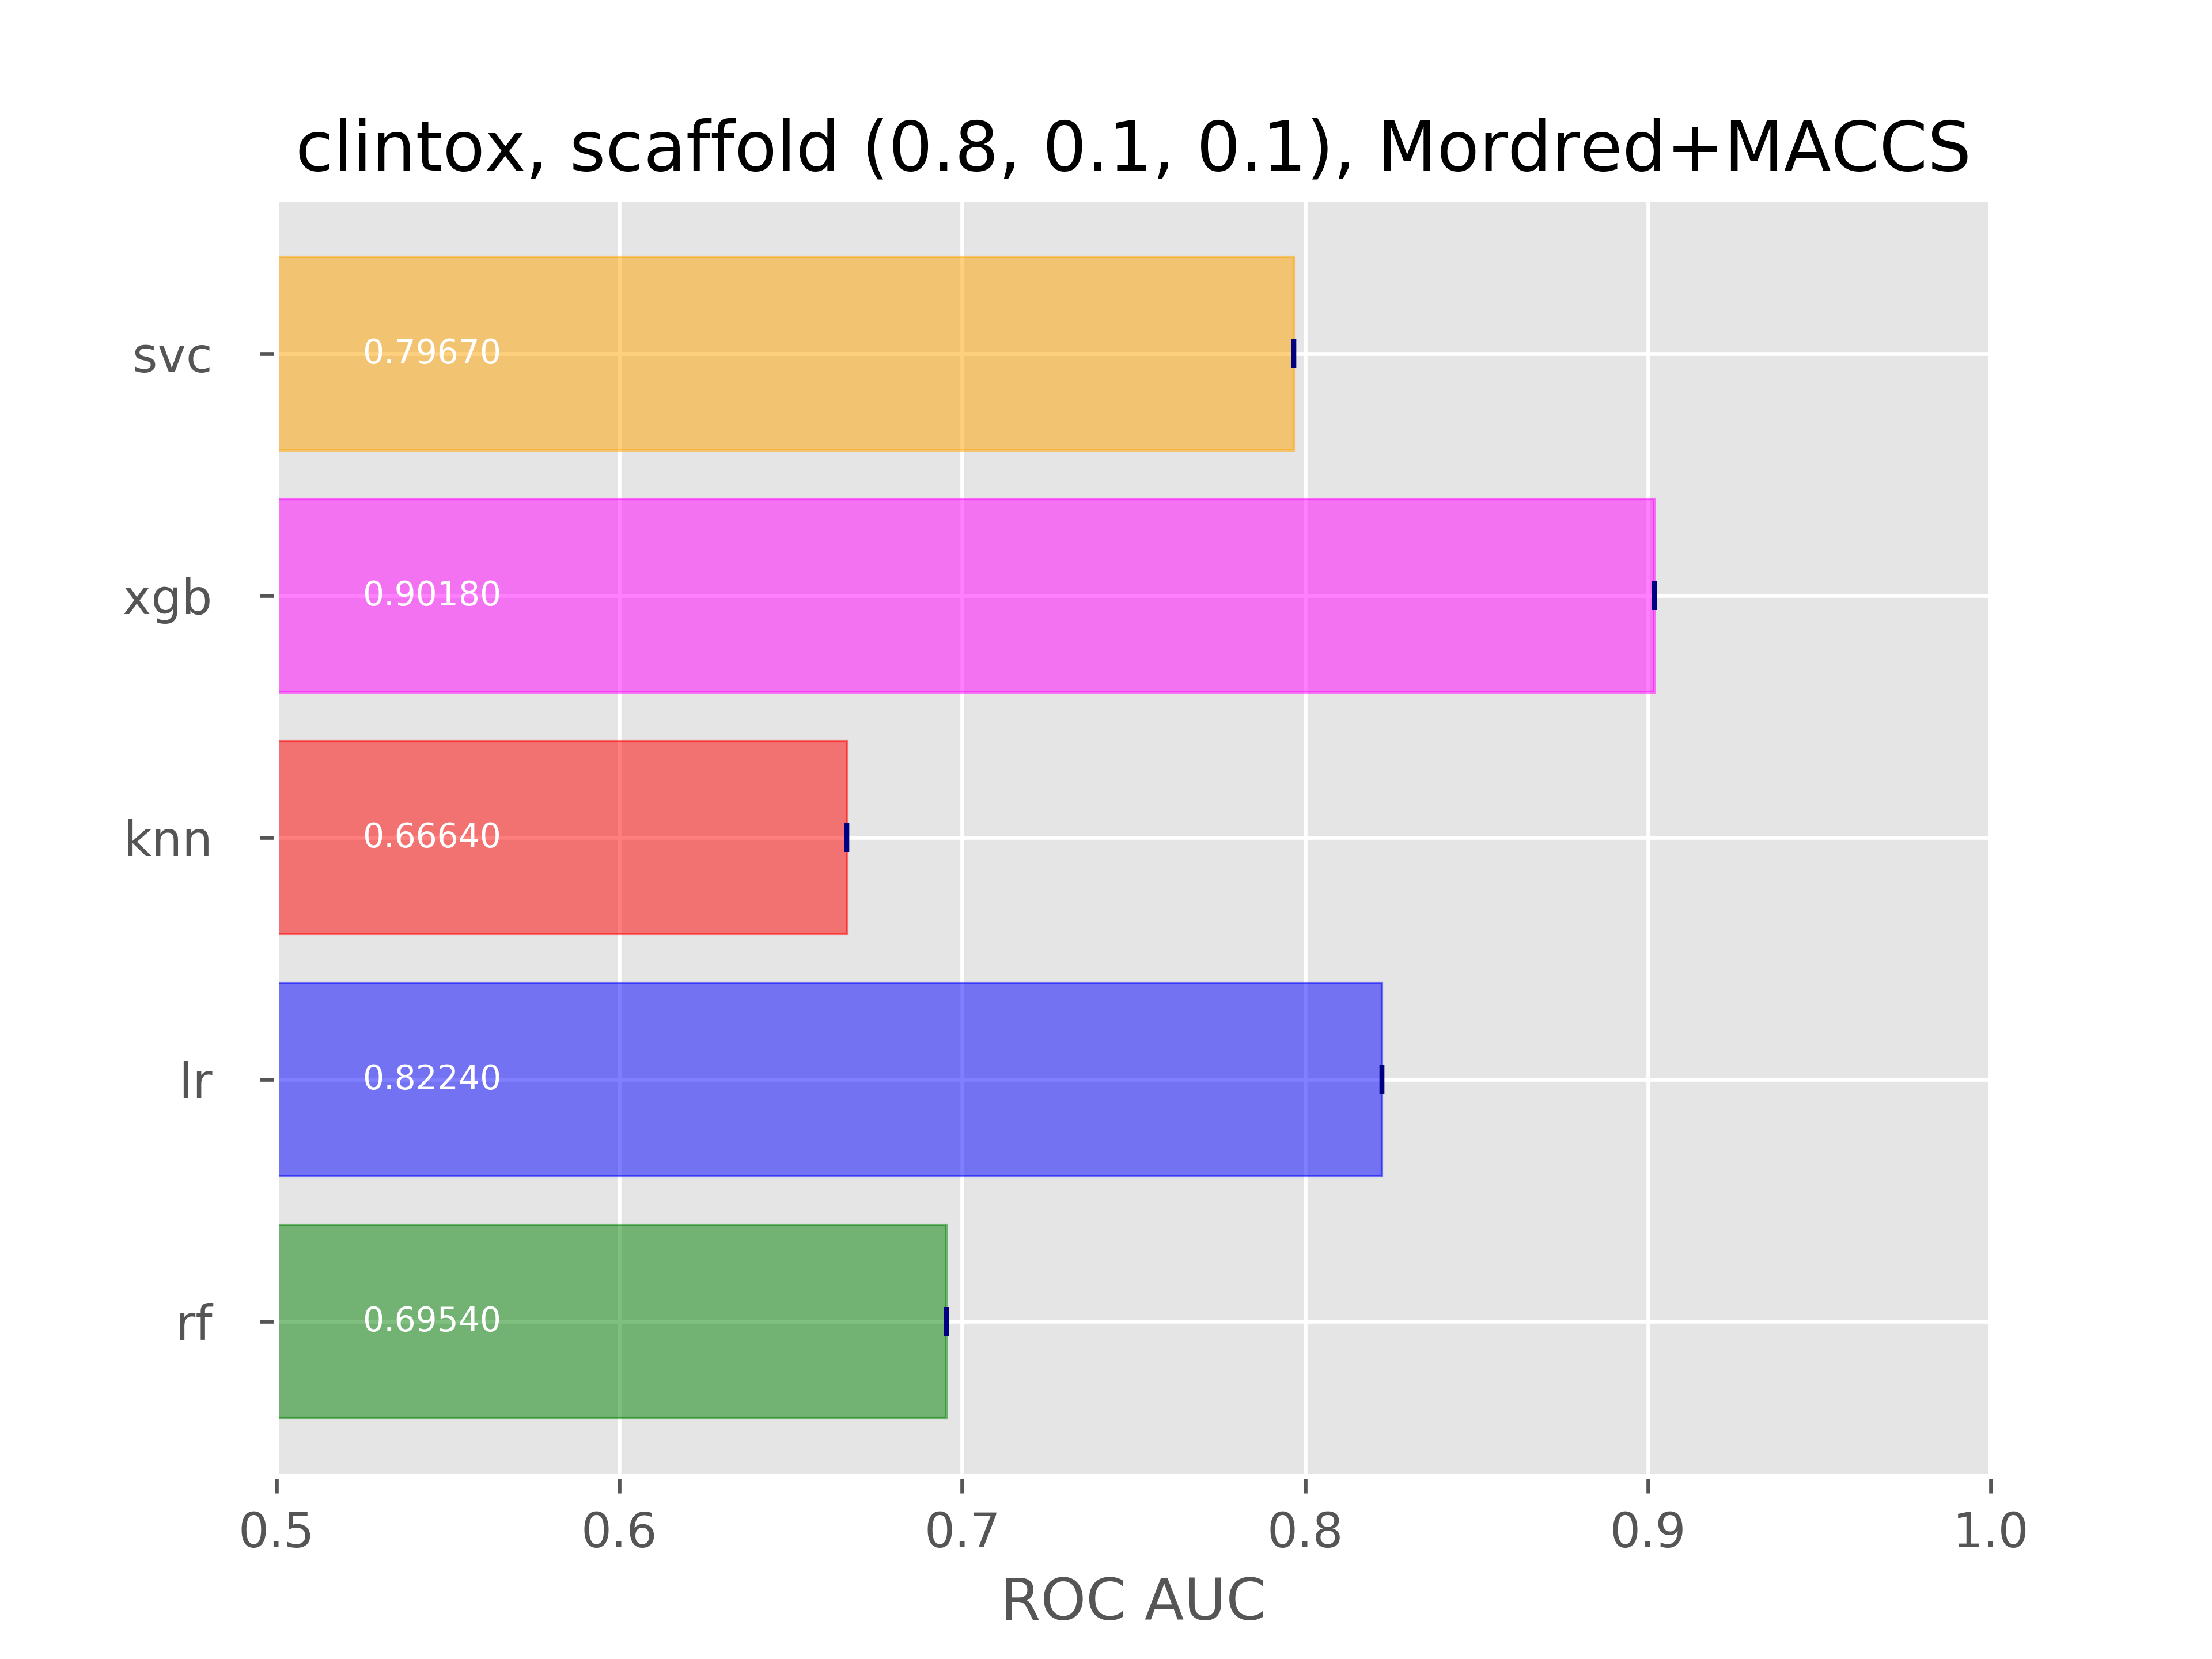 clintox, scaffold (0.8, 0.1, 0.1), Mordred+MACCS
svc
0.79670
xgb
0.90180
knn
0.66640
lr
0.82240
rf
0.69540
0.5 0.6 0.7 0.8 0.9 1.0
ROC AUC